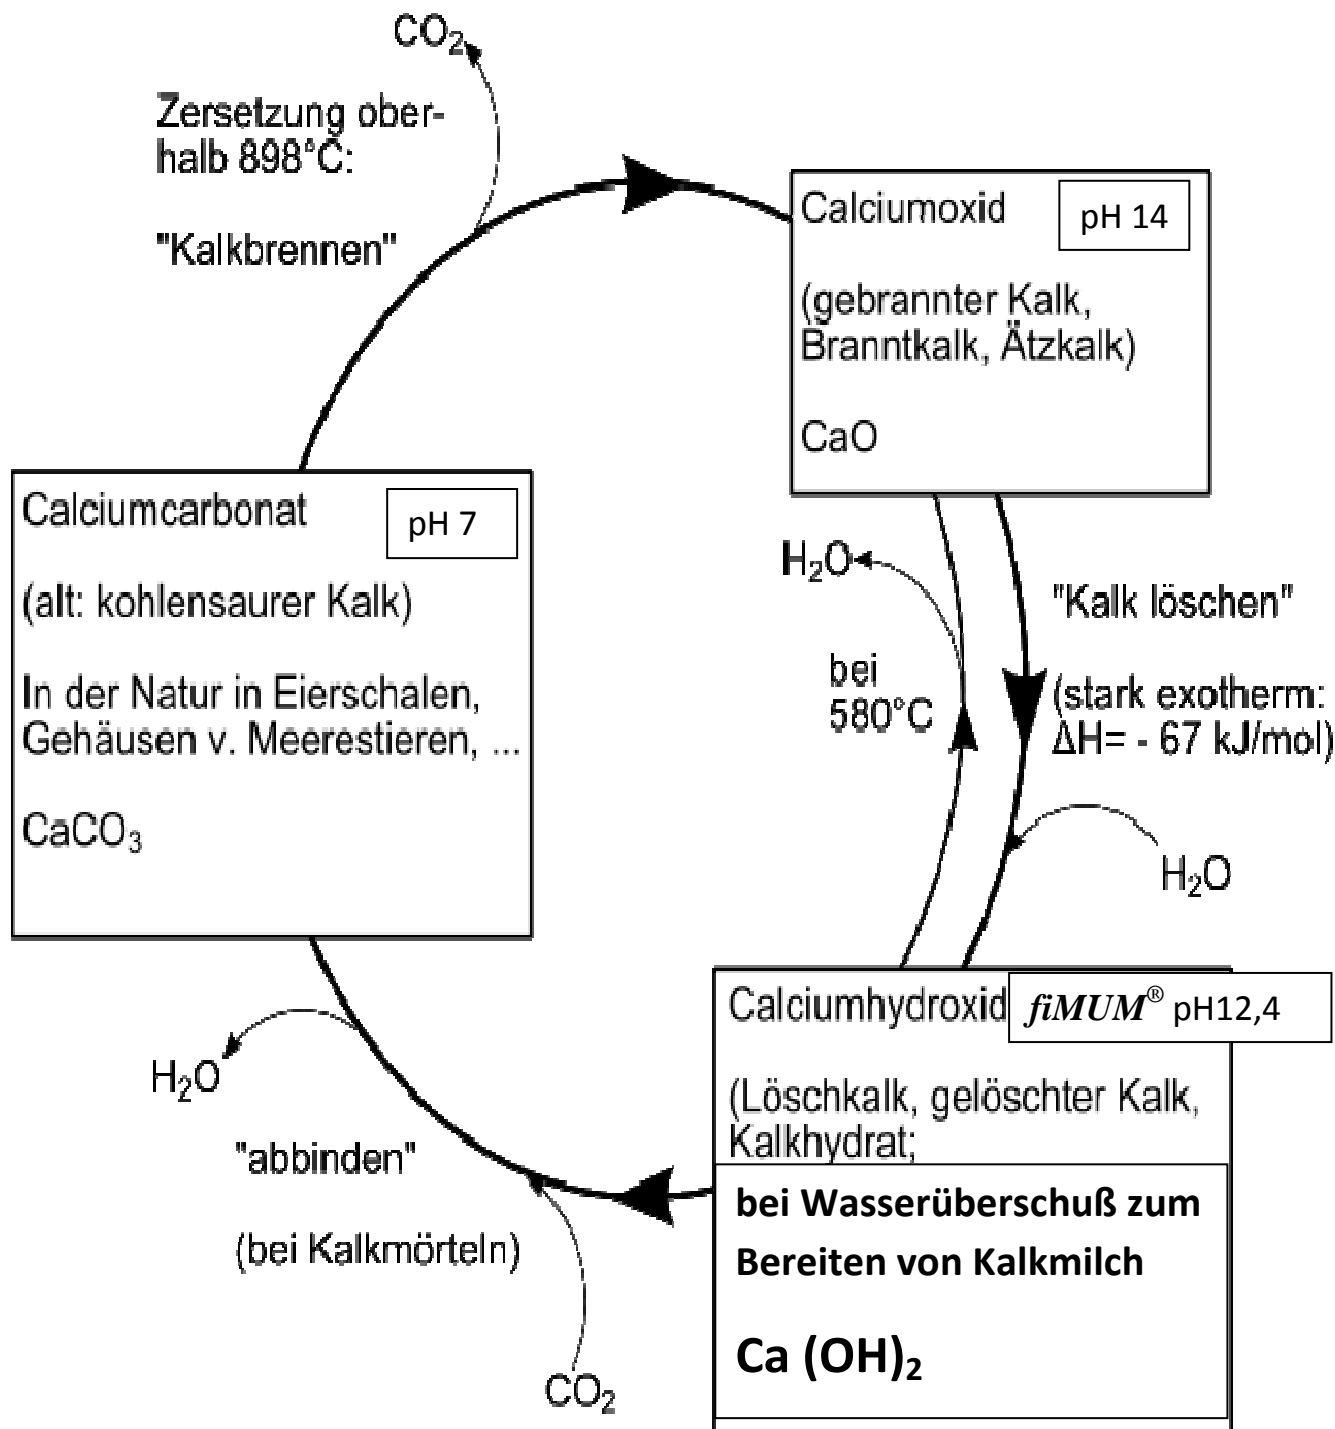 CO₂
Zersetzung ober-
halb 898°C:
"Kalkbrennen"
Calciumoxid
pH 14
(gebrannter Kalk,
Branntkalk, Ätzkalk)
CaO
Calciumcarbonat
pH 7
(alt: kohlensaurer Kalk)
In der Natur in Eierschalen,
Gehäusen v. Meerestieren, ...
CaCO₃
H₂O
bei
580°C
"Kalk löschen"
(stark exotherm:
ΔH= - 67 kJ/mol)
H₂O
Calciumhydroxid
fiMUM® pH12,4
(Löschkalk, gelöschter Kalk,
Kalkhydrat;
bei Wasserüberschuß zum
Bereiten von Kalkmilch
Ca (OH)₂
H₂O
"abbinden"
(bei Kalkmörteln)
CO₂